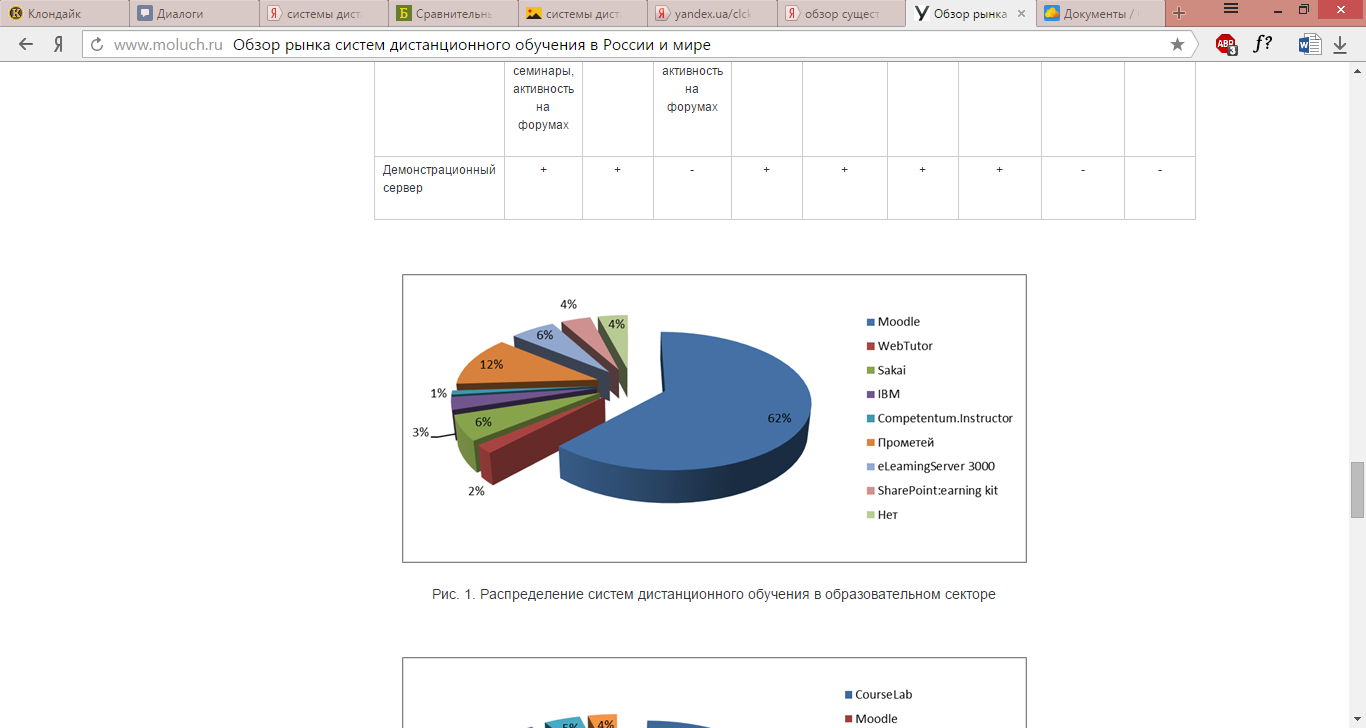 Клондайк
Диалоги
системы дист
Сравнительн
системы дист
yandex.ua/clck
обзор сущест
Обзор рынка
Документы /
www.moluch.ru Обзор рынка систем дистанционного обучения в России и мире
ABP
3
f?
семинары,
активность
на
форумах
активность
на
форумах
Демонстрационный
сервер
+ + - + + + + - -
4%
4%
6%
12%
1%
3%
6%
2%
62%
Moodle
WebTutor
Sakai
IBM
Competentum.Instructor
Прометей
eLeamingServer 3000
SharePoint:earning kit
Нет
Рис. 1. Распределение систем дистанционного обучения в образовательном секторе
5%
4%
CourseLab
Moodle